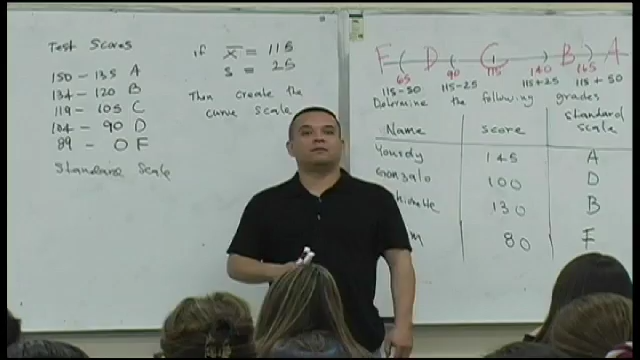 Test Scores
150 - 135 A
134 - 120 B
119 - 105 C
104 - 90 D
89 - 0 F
Standard Scale
if x̄ = 115
s = 25
Then create the
curve scale
F D C B A
65 90 115 140 165
115-50 115-25 115+25 115+50
Determine the following grades
Name Score Standard Scale
Yourdy 145 A
Gonzalo 100 D
130 B
80 F